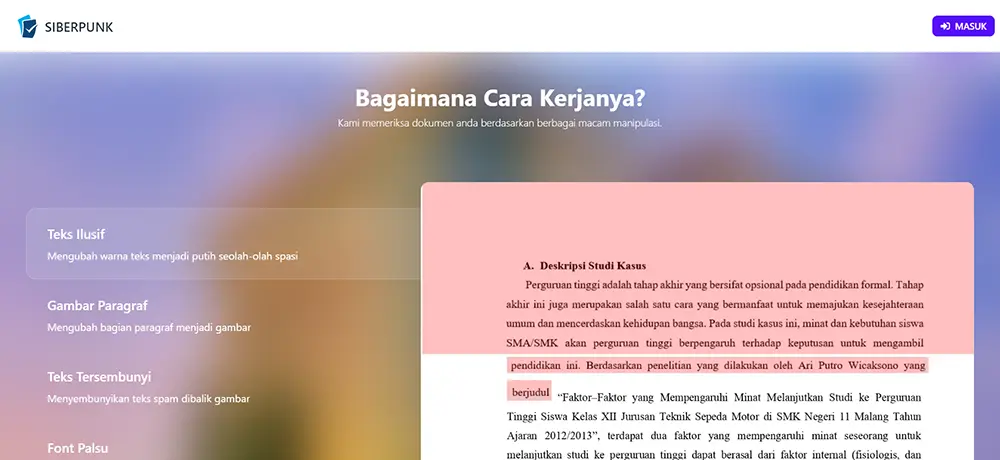 SIBERPUNK
MASUK
Bagaimana Cara Kerjanya?
Kami memeriksa dokumen anda berdasarkan berbagai macam manipulasi.
Teks Ilusif
Mengubah warna teks menjadi putih seolah-olah spasi
Gambar Paragraf
Mengubah bagian paragraf menjadi gambar
Teks Tersembunyi
Menyembunyikan teks spam dibalik gambar
Font Palsu
A. Deskripsi Studi Kasus
Perguruan tinggi adalah tahap akhir yang bersifat opsional pada pendidikan formal. Tahap
akhir ini juga merupakan salah satu cara yang bermanfaat untuk memajukan kesejahteraan
umum dan mencerdaskan kehidupan bangsa. Pada studi kasus ini, minat dan kebutuhan siswa
SMA/SMK akan perguruan tinggi berpengaruh terhadap keputusan untuk mengambil
pendidikan ini. Berdasarkan penelitian yang dilakukan oleh Ari Putro Wicaksono yang
berjudul “Faktor–Faktor yang Mempengaruhi Minat Melanjutkan Studi ke Perguruan
Tinggi Siswa Kelas XII Jurusan Teknik Sepeda Motor di SMK Negeri 11 Malang Tahun
Ajaran 2012/2013”, terdapat dua faktor yang mempengaruhi minat seseorang untuk
melanjutkan studi ke perguruan tinggi dapat berasal dari faktor internal (fisiologis, dan